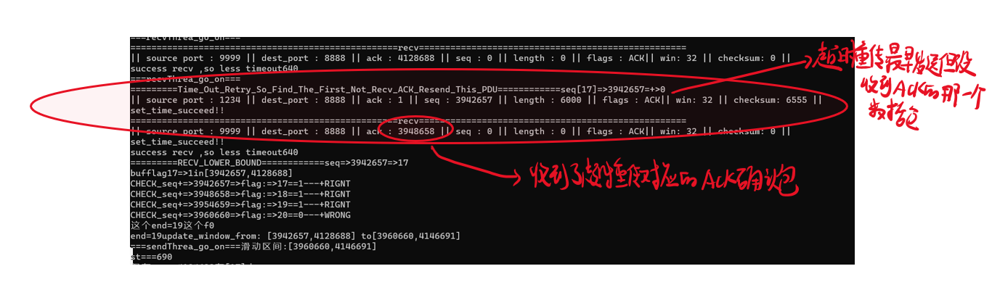 ===recvThrea_go_on===
===================================================recv===================================================
|| source port : 9999 || dest_port : 8888 || ack : 4128688 || seq : 0 || length : 0 || flags : ACK|| win: 32 || checksum: 0 ||
success recv ,so less timeout640
===recvThrea_go_on===
=========Time_Out_Retry_So_Find_The_First_Not_Recv_ACK_Resend_This_PDU============seq[17]=>3942657=+>0
|| source port : 1234 || dest_port : 8888 || ack : 1 || seq : 3942657 || length : 6000 || flags : ACK|| win: 32 || checksum: 6555 ||
set_time_succeed!!
===================================================recv===================================================
|| source port : 9999 || dest_port : 8888 || ack : 3948658 || seq : 0 || length : 0 || flags : ACK|| win: 32 || checksum: 0 ||
set_time_succeed!!
success recv ,so less timeout640
=========RECV_LOWER_BOUND============seq=>3942657=>17
bufflag17=>1in[3942657,4128688]
CHECK_seq+=>3942657=>flag:=>17==1---+RIGNT
CHECK_seq+=>3948658=>flag:=>18==1---+RIGNT
CHECK_seq+=>3954659=>flag:=>19==1---+RIGNT
CHECK_seq+=>3960660=>flag:=>20==0---+WRONG
这个end=19这个f0
end=19update_window_from: [3942657,4128688] to[3960660,4146691]
===sendThrea_go_on===滑动区间:[3960660,4146691]
st===690
超时重传最早发送但没
收到ACK的那一个
数据包
收到了超时重传对应的ACK确认包